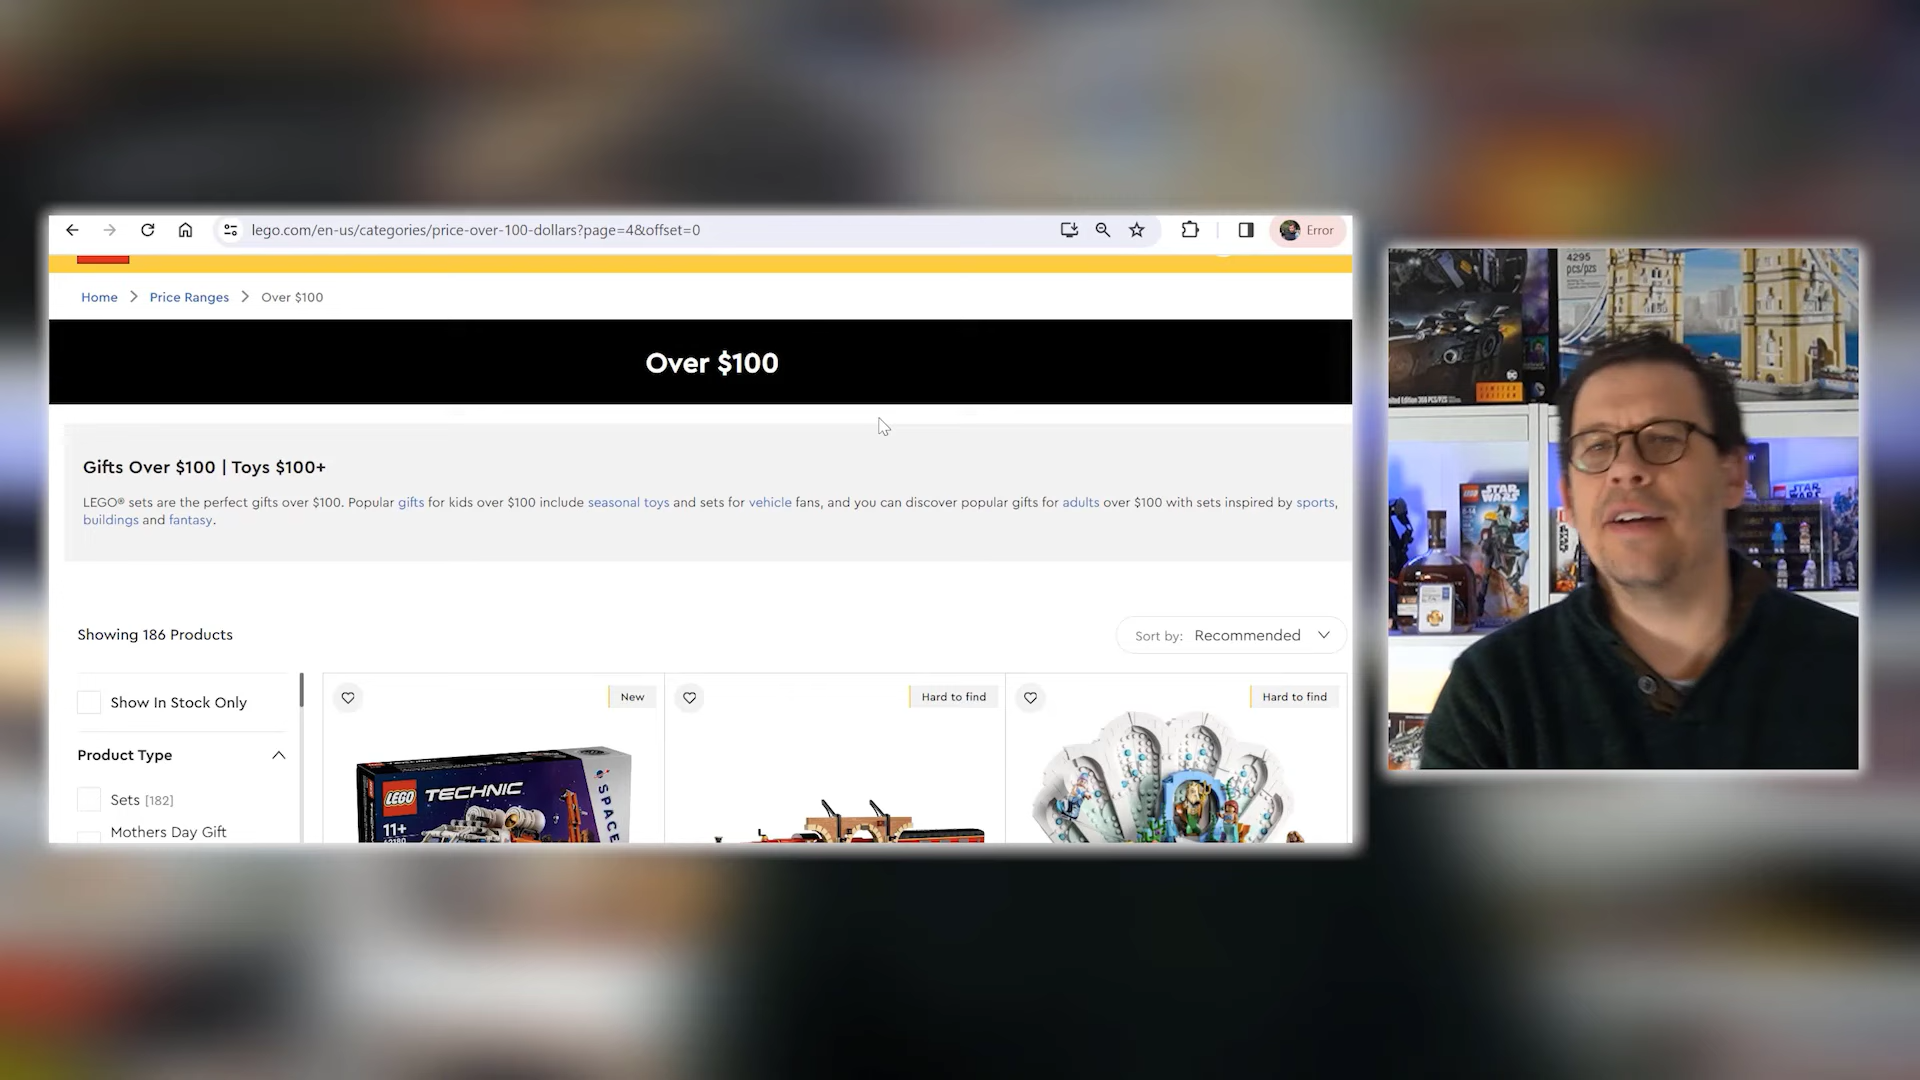 lego.com/en-us/categories/price-over-100-dollars?page=4&offset=0
Error
Home
Price Ranges
Over $100
Over $100
Gifts Over $100 | Toys $100+
LEGO® sets are the perfect gifts over $100. Popular gifts for kids over $100 include seasonal toys and sets for vehicle fans, and you can discover popular gifts for adults over $100 with sets inspired by sports,
buildings and fantasy.
Showing 186 Products
Sort by: Recommended
Show In Stock Only
Product Type
Sets [182]
Mothers Day Gift
New
Hard to find
Hard to find
LEGO TECHNIC
11+
SPACE
4295
pcs/pzs
LIMITED
EDITION
STAR
WARS
STAR
WARS